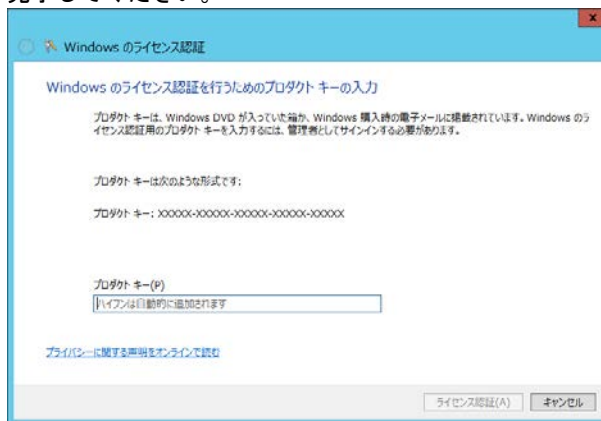 完了してください。
Windows のライセンス認証
Windows のライセンス認証を行うためのプロダクト キーの入力
プロダクト キーは、Windows DVD が入っていた箱か、Windows 購入時の電子メールに掲載されています。Windows のラ
イセンス認証用のプロダクト キーを入力するには、管理者としてサインインする必要があります。
プロダクト キーは次のような形式です:
プロダクト キー: XXXXX-XXXXX-XXXXX-XXXXX-XXXXX
プロダクト キー(P)
ハイフンは自動的に追加されます
プライバシーに関する声明をオンラインで読む
ライセンス認証(A) キャンセル